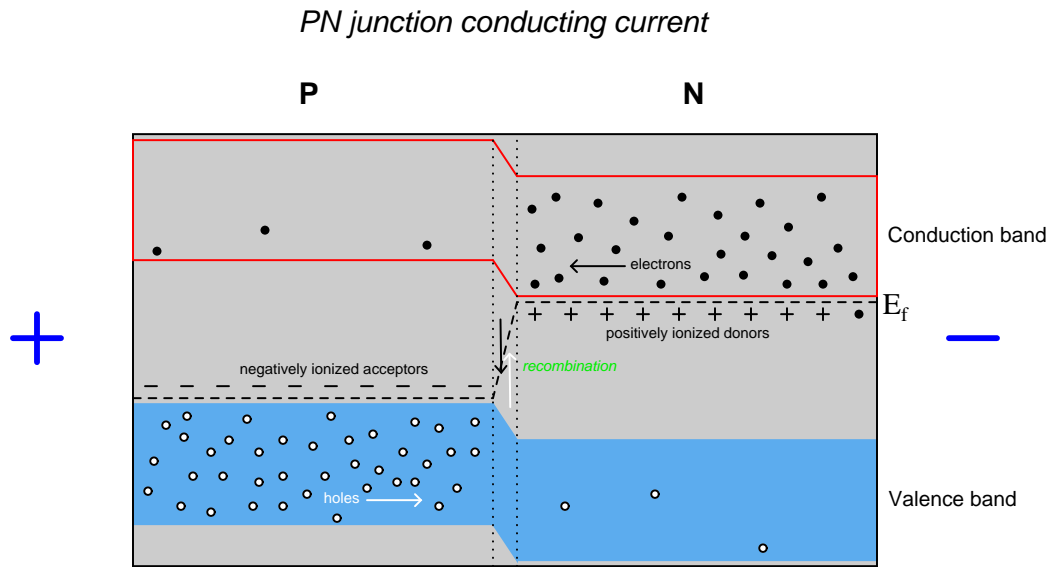 PN junction conducting current
P
N
Conduction band
electrons
E_f
+ + + + + + + + +
positively ionized donors
+
−
recombination
negatively ionized acceptors
− − − − − − − − − −
holes
Valence band